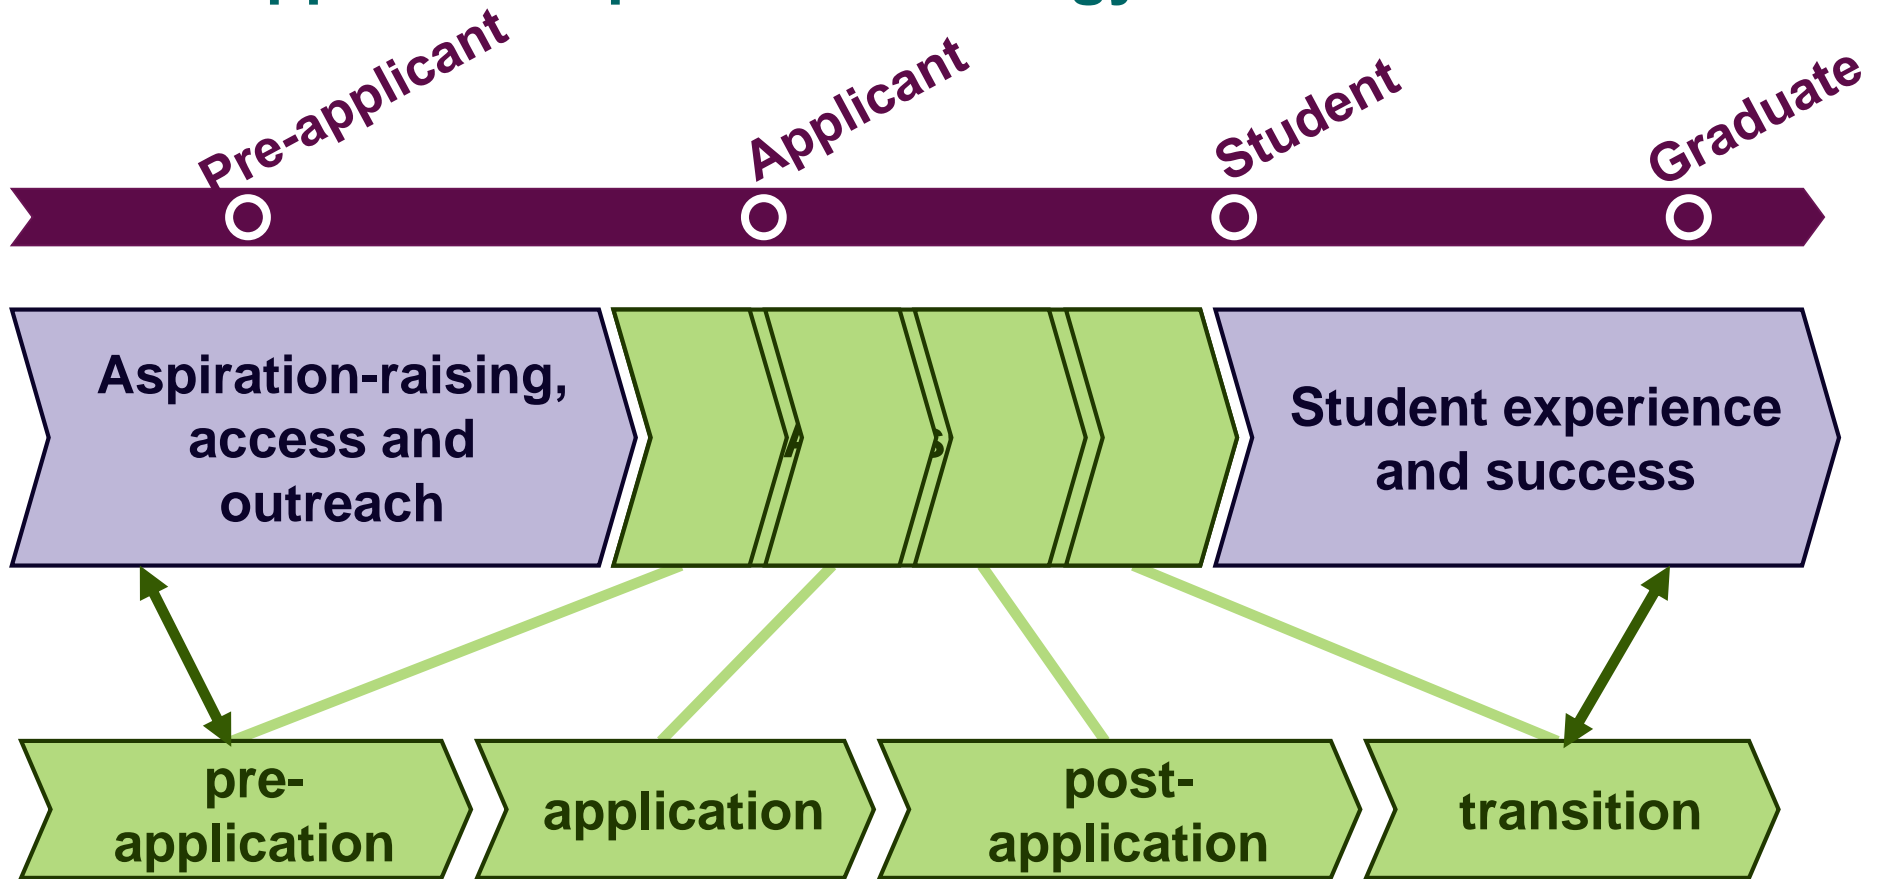 Pre-applicant
Applicant
Student
Graduate
Aspiration-raising,
access and
outreach
Student experience
and success
pre-
application
application
post-
application
transition